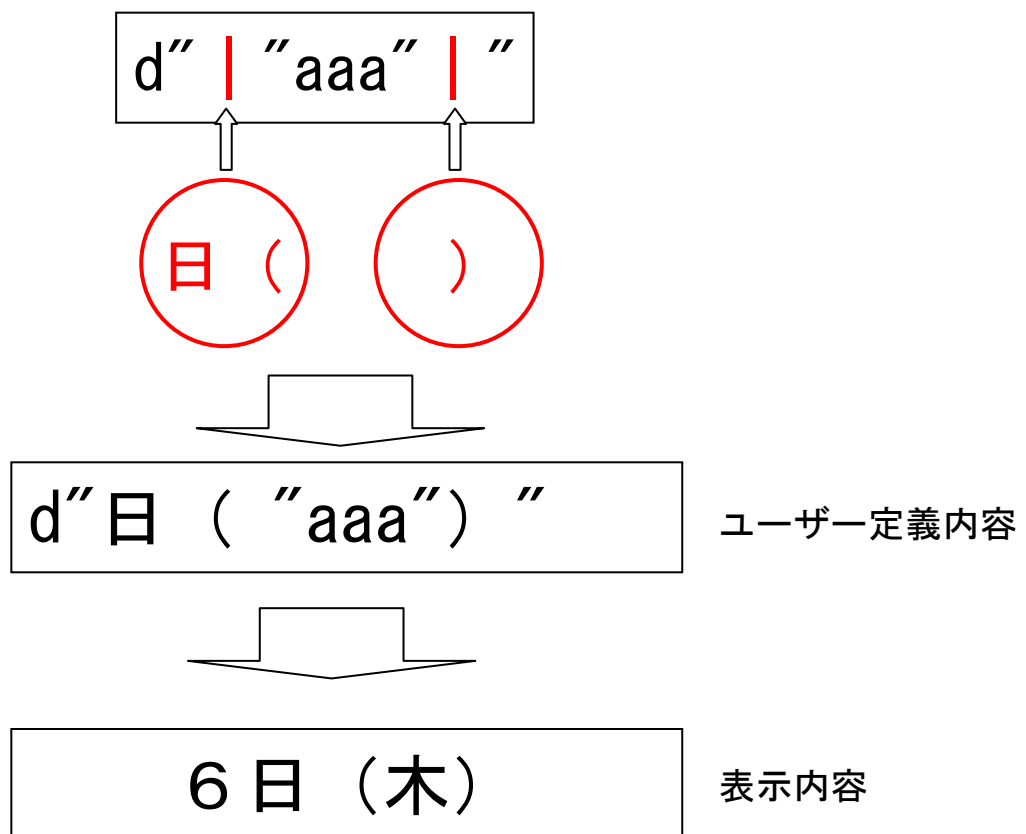 d"｜"aaa"｜"
日（　）
d"日（ "aaa"）"
ユーザー定義内容
６日（木）
表示内容